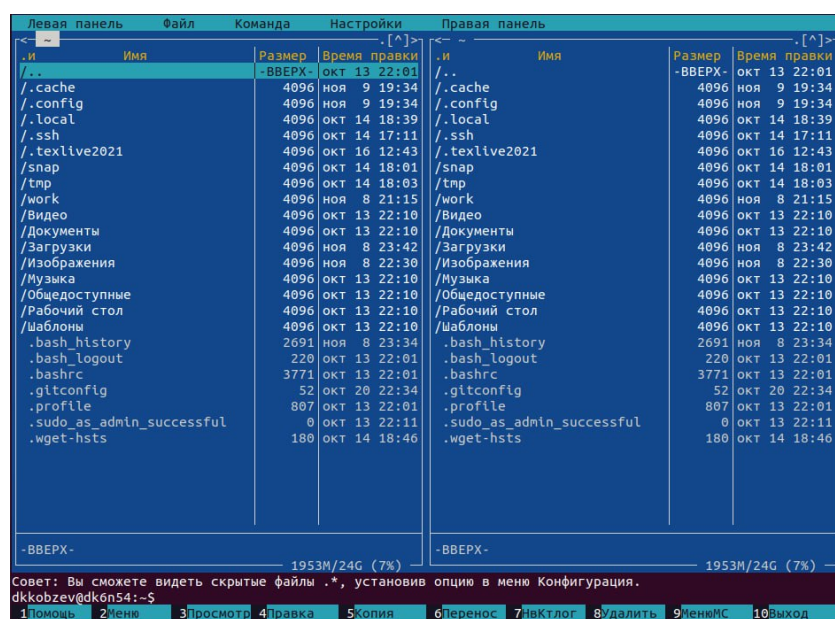 Левая панель Файл Команда Настройки Правая панель
<─ ~ ─.[^]> <─ ~ ─.[^]>
.и Имя Размер Время правки .и Имя Размер Время правки
/.. -ВВЕРХ- окт 13 22:01 /.. -ВВЕРХ- окт 13 22:01
/.cache 4096 ноя 9 19:34 /.cache 4096 ноя 9 19:34
/.config 4096 ноя 9 19:34 /.config 4096 ноя 9 19:34
/.local 4096 окт 14 18:39 /.local 4096 окт 14 18:39
/.ssh 4096 окт 14 17:11 /.ssh 4096 окт 14 17:11
/.texlive2021 4096 окт 16 12:43 /.texlive2021 4096 окт 16 12:43
/snap 4096 окт 14 18:01 /snap 4096 окт 14 18:01
/tmp 4096 окт 14 18:03 /tmp 4096 окт 14 18:03
/work 4096 ноя 8 21:15 /work 4096 ноя 8 21:15
/Видео 4096 окт 13 22:10 /Видео 4096 окт 13 22:10
/Документы 4096 окт 13 22:10 /Документы 4096 окт 13 22:10
/Загрузки 4096 ноя 8 23:42 /Загрузки 4096 ноя 8 23:42
/Изображения 4096 ноя 8 22:30 /Изображения 4096 ноя 8 22:30
/Музыка 4096 окт 13 22:10 /Музыка 4096 окт 13 22:10
/Общедоступные 4096 окт 13 22:10 /Общедоступные 4096 окт 13 22:10
/Рабочий стол 4096 окт 13 22:10 /Рабочий стол 4096 окт 13 22:10
/Шаблоны 4096 окт 13 22:10 /Шаблоны 4096 окт 13 22:10
.bash_history 2691 ноя 8 23:34 .bash_history 2691 ноя 8 23:34
.bash_logout 220 окт 13 22:01 .bash_logout 220 окт 13 22:01
.bashrc 3771 окт 13 22:01 .bashrc 3771 окт 13 22:01
.gitconfig 52 окт 20 22:34 .gitconfig 52 окт 20 22:34
.profile 807 окт 13 22:01 .profile 807 окт 13 22:01
.sudo_as_admin_successful 0 окт 13 22:11 .sudo_as_admin_successful 0 окт 13 22:11
.wget-hsts 180 окт 14 18:46 .wget-hsts 180 окт 14 18:46
-ВВЕРХ- -ВВЕРХ-
1953M/24G (7%) 1953M/24G (7%)
Совет: Вы сможете видеть скрытые файлы .*, установив опцию в меню Конфигурация.
dkkobzev@dk6n54:~$
1Помощь 2Меню 3Просмотр 4Правка 5Копия 6Перенос 7НвКтлог 8Удалить 9МенюMC 10Выход